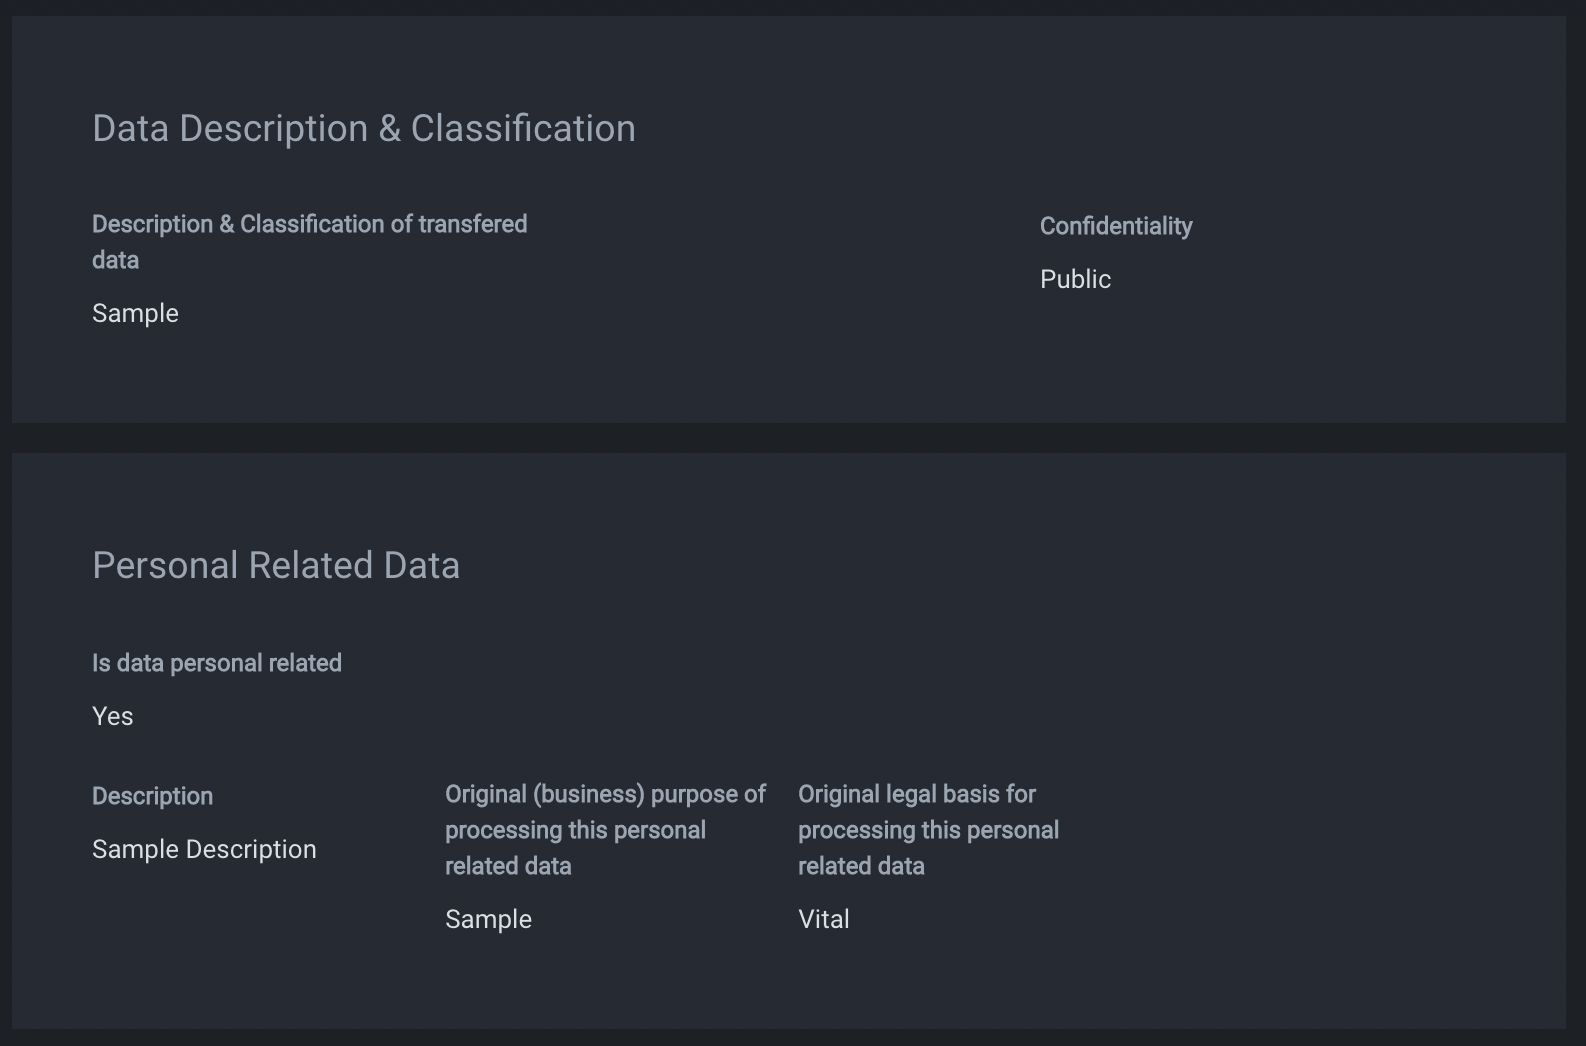 Data Description & Classification
Description & Classification of transfered
data
Sample
Confidentiality
Public
Personal Related Data
Is data personal related
Yes
Description
Sample Description
Original (business) purpose of
processing this personal
related data
Sample
Original legal basis for
processing this personal
related data
Vital